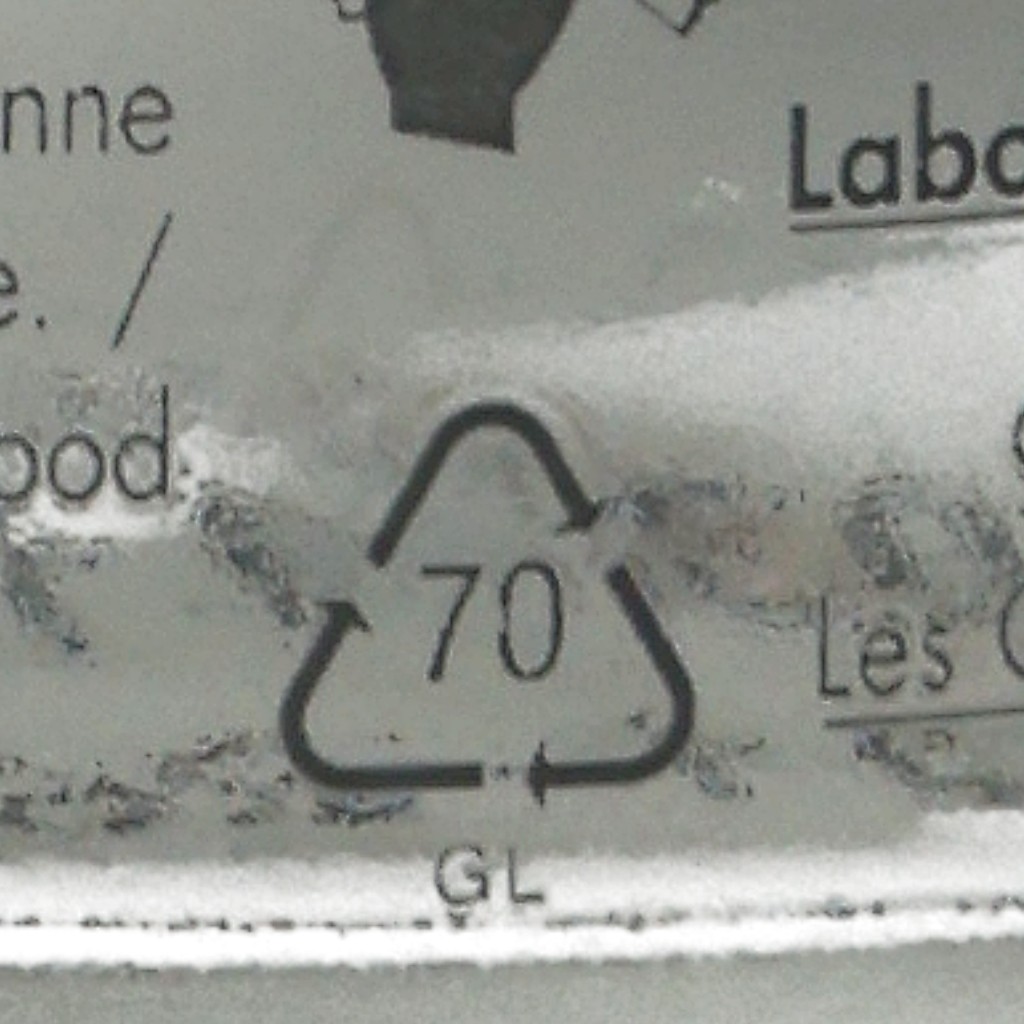 nne
e. /
ood
70
GL
Labo
Les